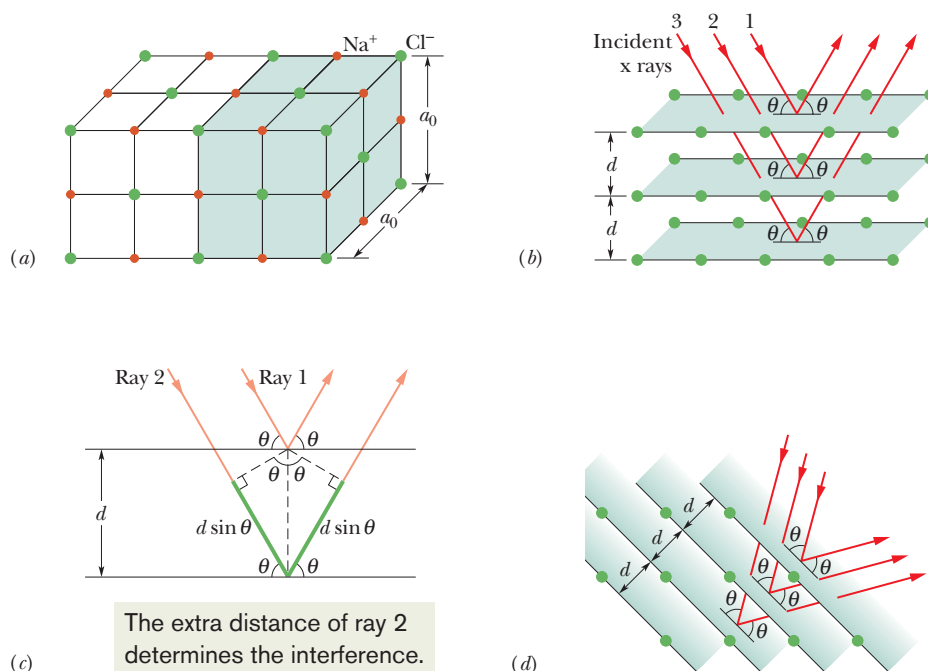 Na⁺ Cl⁻
a₀
a₀
(a)
3 2 1
Incident
x rays
θ θ
d
θ θ
d
θ θ
(b)
Ray 2 Ray 1
θ θ
θ θ
d
d sin θ d sin θ
θ θ
The extra distance of ray 2
determines the interference.
(c)
d
d
d
θ
θ
θ
θ
θ
θ
(d)